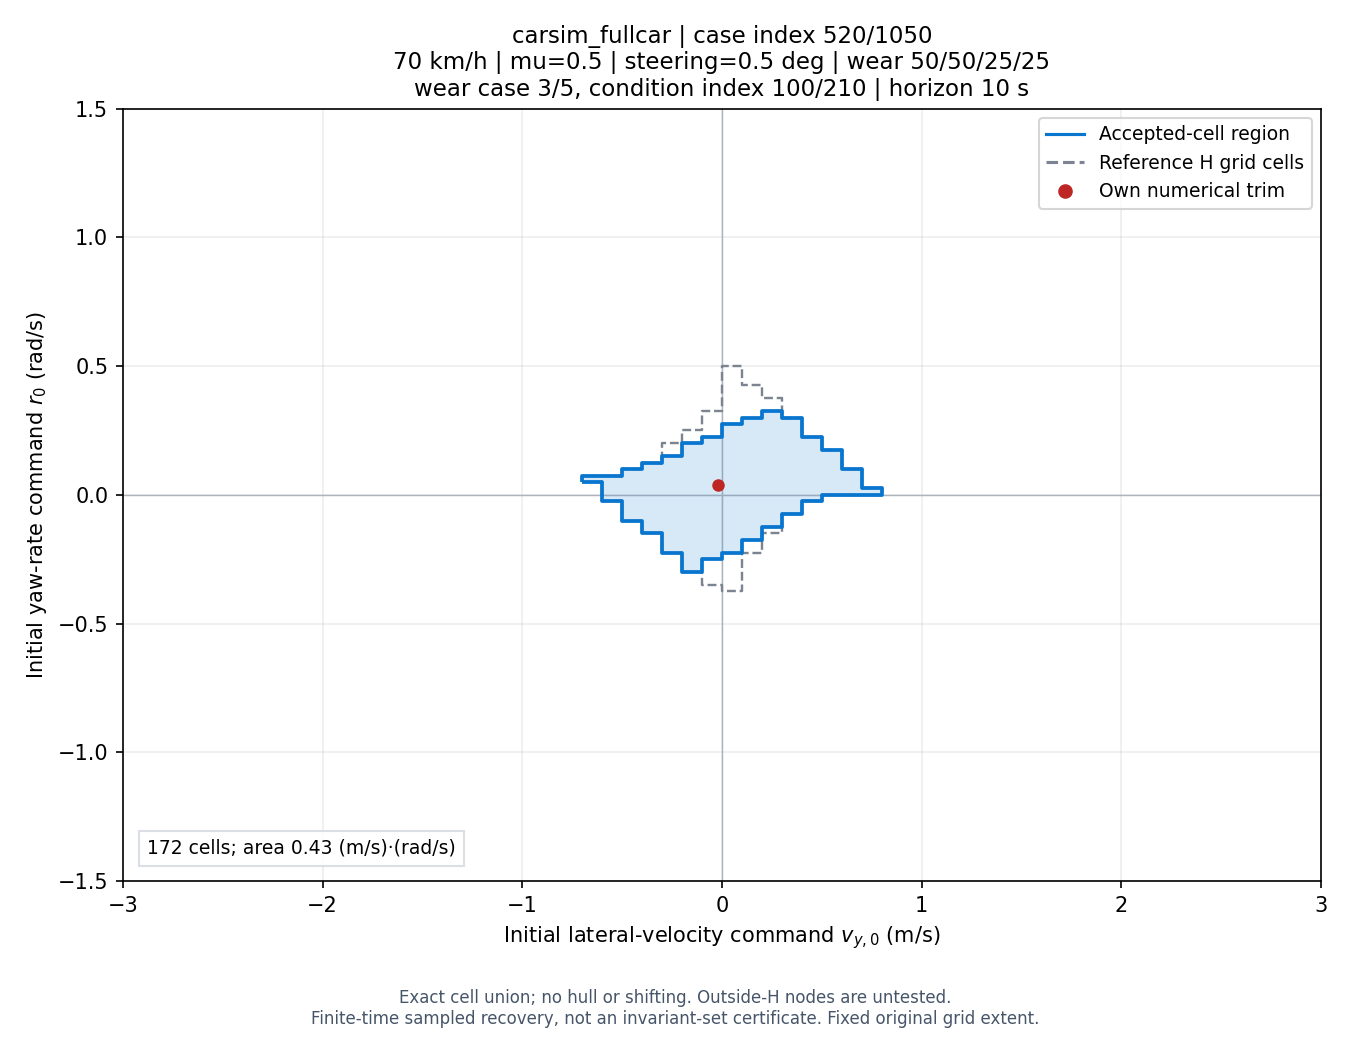 carsim_fullcar | case index 520/1050
70 km/h | mu=0.5 | steering=0.5 deg | wear 50/50/25/25
wear case 3/5, condition index 100/210 | horizon 10 s
Accepted-cell region
Reference H grid cells
Own numerical trim
1.5
1.0
0.5
0.0
−0.5
−1.0
−1.5
Initial yaw-rate command r0 (rad/s)
172 cells; area 0.43 (m/s)·(rad/s)
−3
−2
−1
0
1
2
3
Initial lateral-velocity command vy,0 (m/s)
Exact cell union; no hull or shifting. Outside-H nodes are untested.
Finite-time sampled recovery, not an invariant-set certificate. Fixed original grid extent.